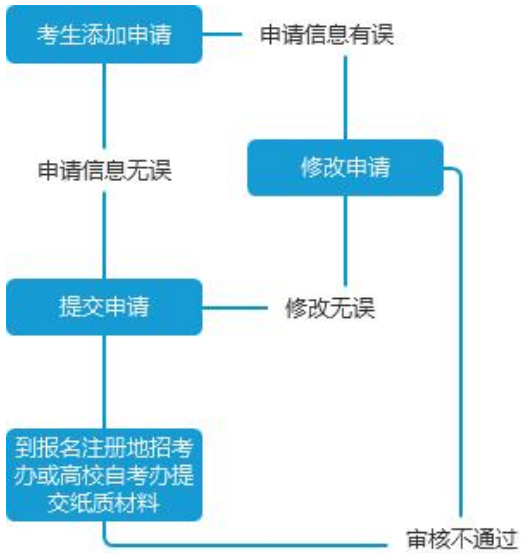 考生添加申请
申请信息有误
申请信息无误
修改申请
提交申请
修改无误
到报名注册地招考
办或高校自考办提
交纸质材料
审核不通过